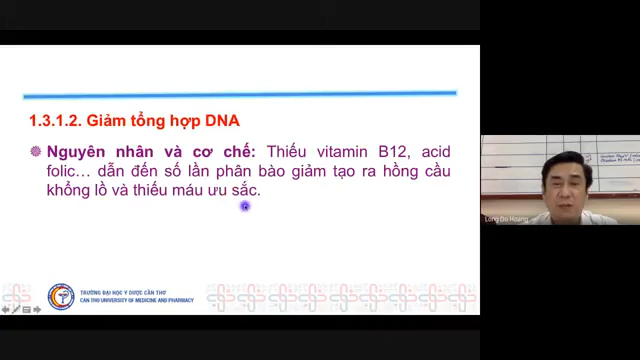 1.3.1.2. Giảm tổng hợp DNA
Nguyên nhân và cơ chế: Thiếu vitamin B12, acid
folic… dẫn đến số lần phân bào giảm tạo ra hồng cầu
khổng lồ và thiếu máu ưu sắc.
Long Do Hoang
TRƯỜNG ĐẠI HỌC Y DƯỢC CẦN THƠ
CAN THO UNIVERSITY OF MEDICINE AND PHARMACY